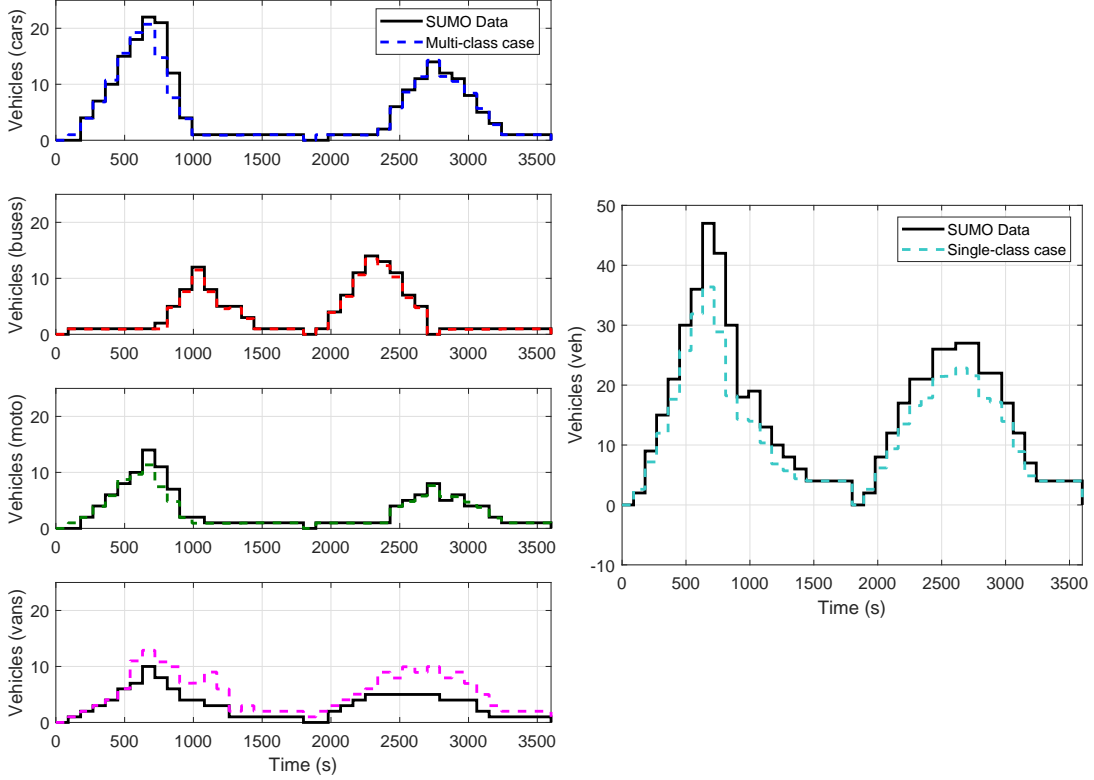 SUMO Data
Multi-class case
Vehicles (cars)
20
10
0
0 500 1000 1500 2000 2500 3000 3500
Vehicles (buses)
20
10
0
0 500 1000 1500 2000 2500 3000 3500
Vehicles (moto)
20
10
0
0 500 1000 1500 2000 2500 3000 3500
Vehicles (vans)
20
10
0
0 500 1000 1500 2000 2500 3000 3500
Time (s)
SUMO Data
Single-class case
Vehicles (veh)
50
40
30
20
10
0
-10
0 500 1000 1500 2000 2500 3000 3500
Time (s)